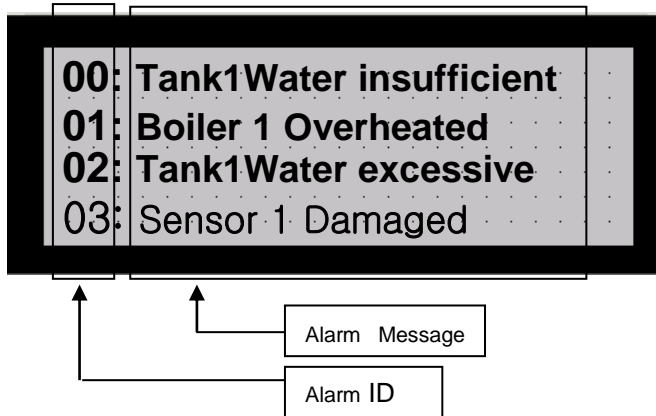 00: Tank1Water insufficient
01: Boiler 1 Overheated
02: Tank1Water excessive
03: Sensor 1 Damaged
Alarm Message
Alarm ID